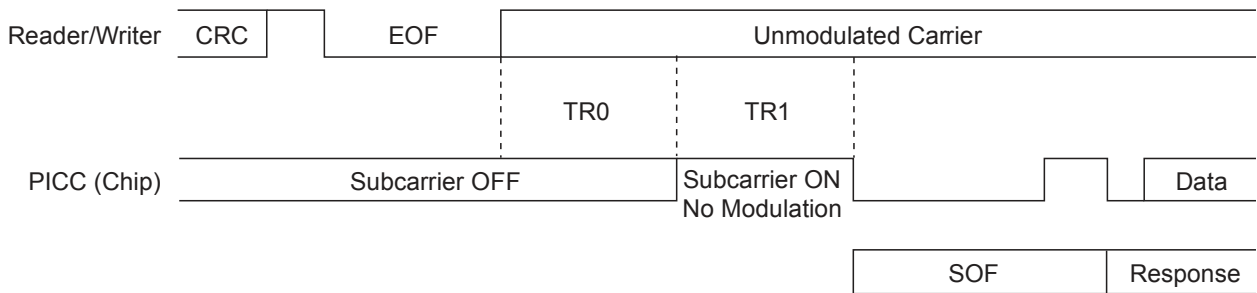 Reader/Writer CRC EOF Unmodulated Carrier
TR0 TR1
PICC (Chip) Subcarrier OFF Subcarrier ON Data
No Modulation
SOF Response